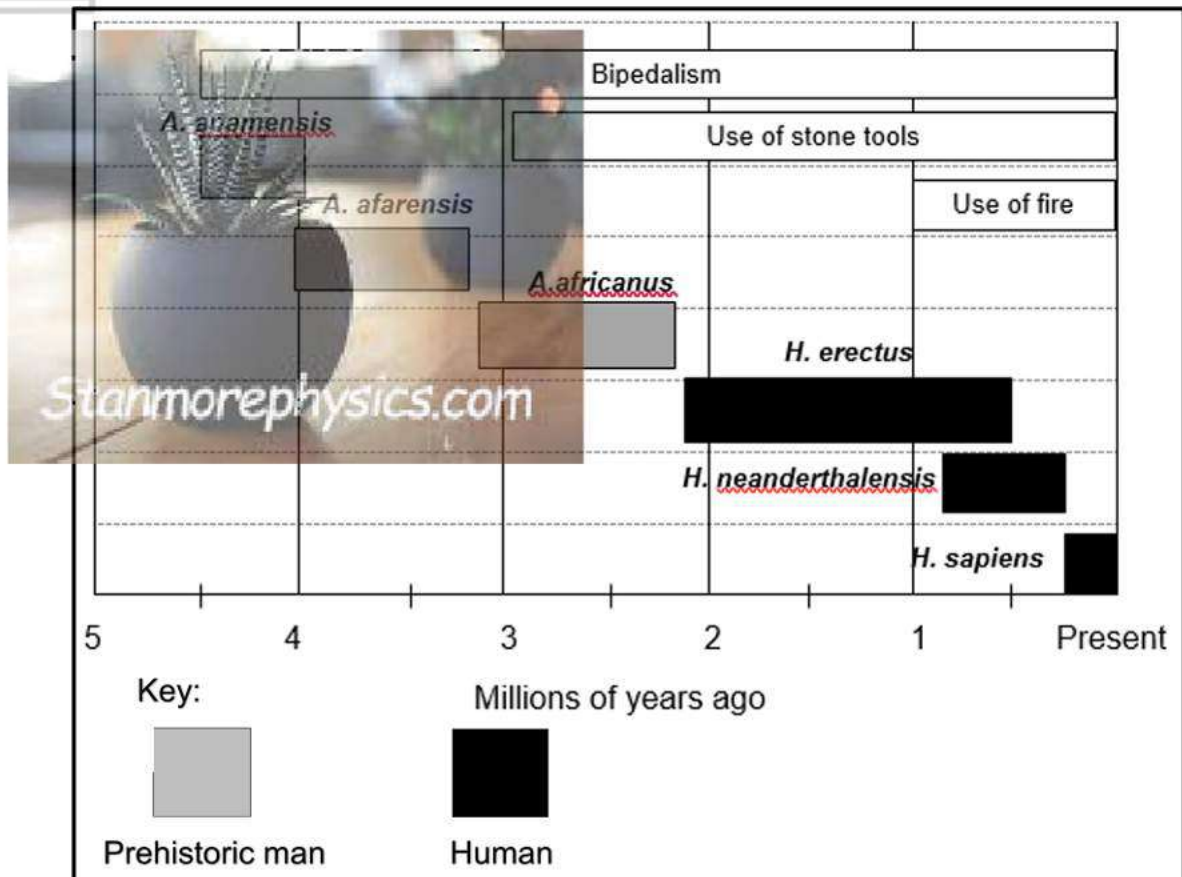 Bipedalism
A. anamensis
Use of stone tools
A. afarensis
Use of fire
A.africanus
H. erectus
Stanmorephysics.com
H. neanderthalensis
H. sapiens
5 4 3 2 1 Present
Key:
Millions of years ago
Prehistoric man
Human